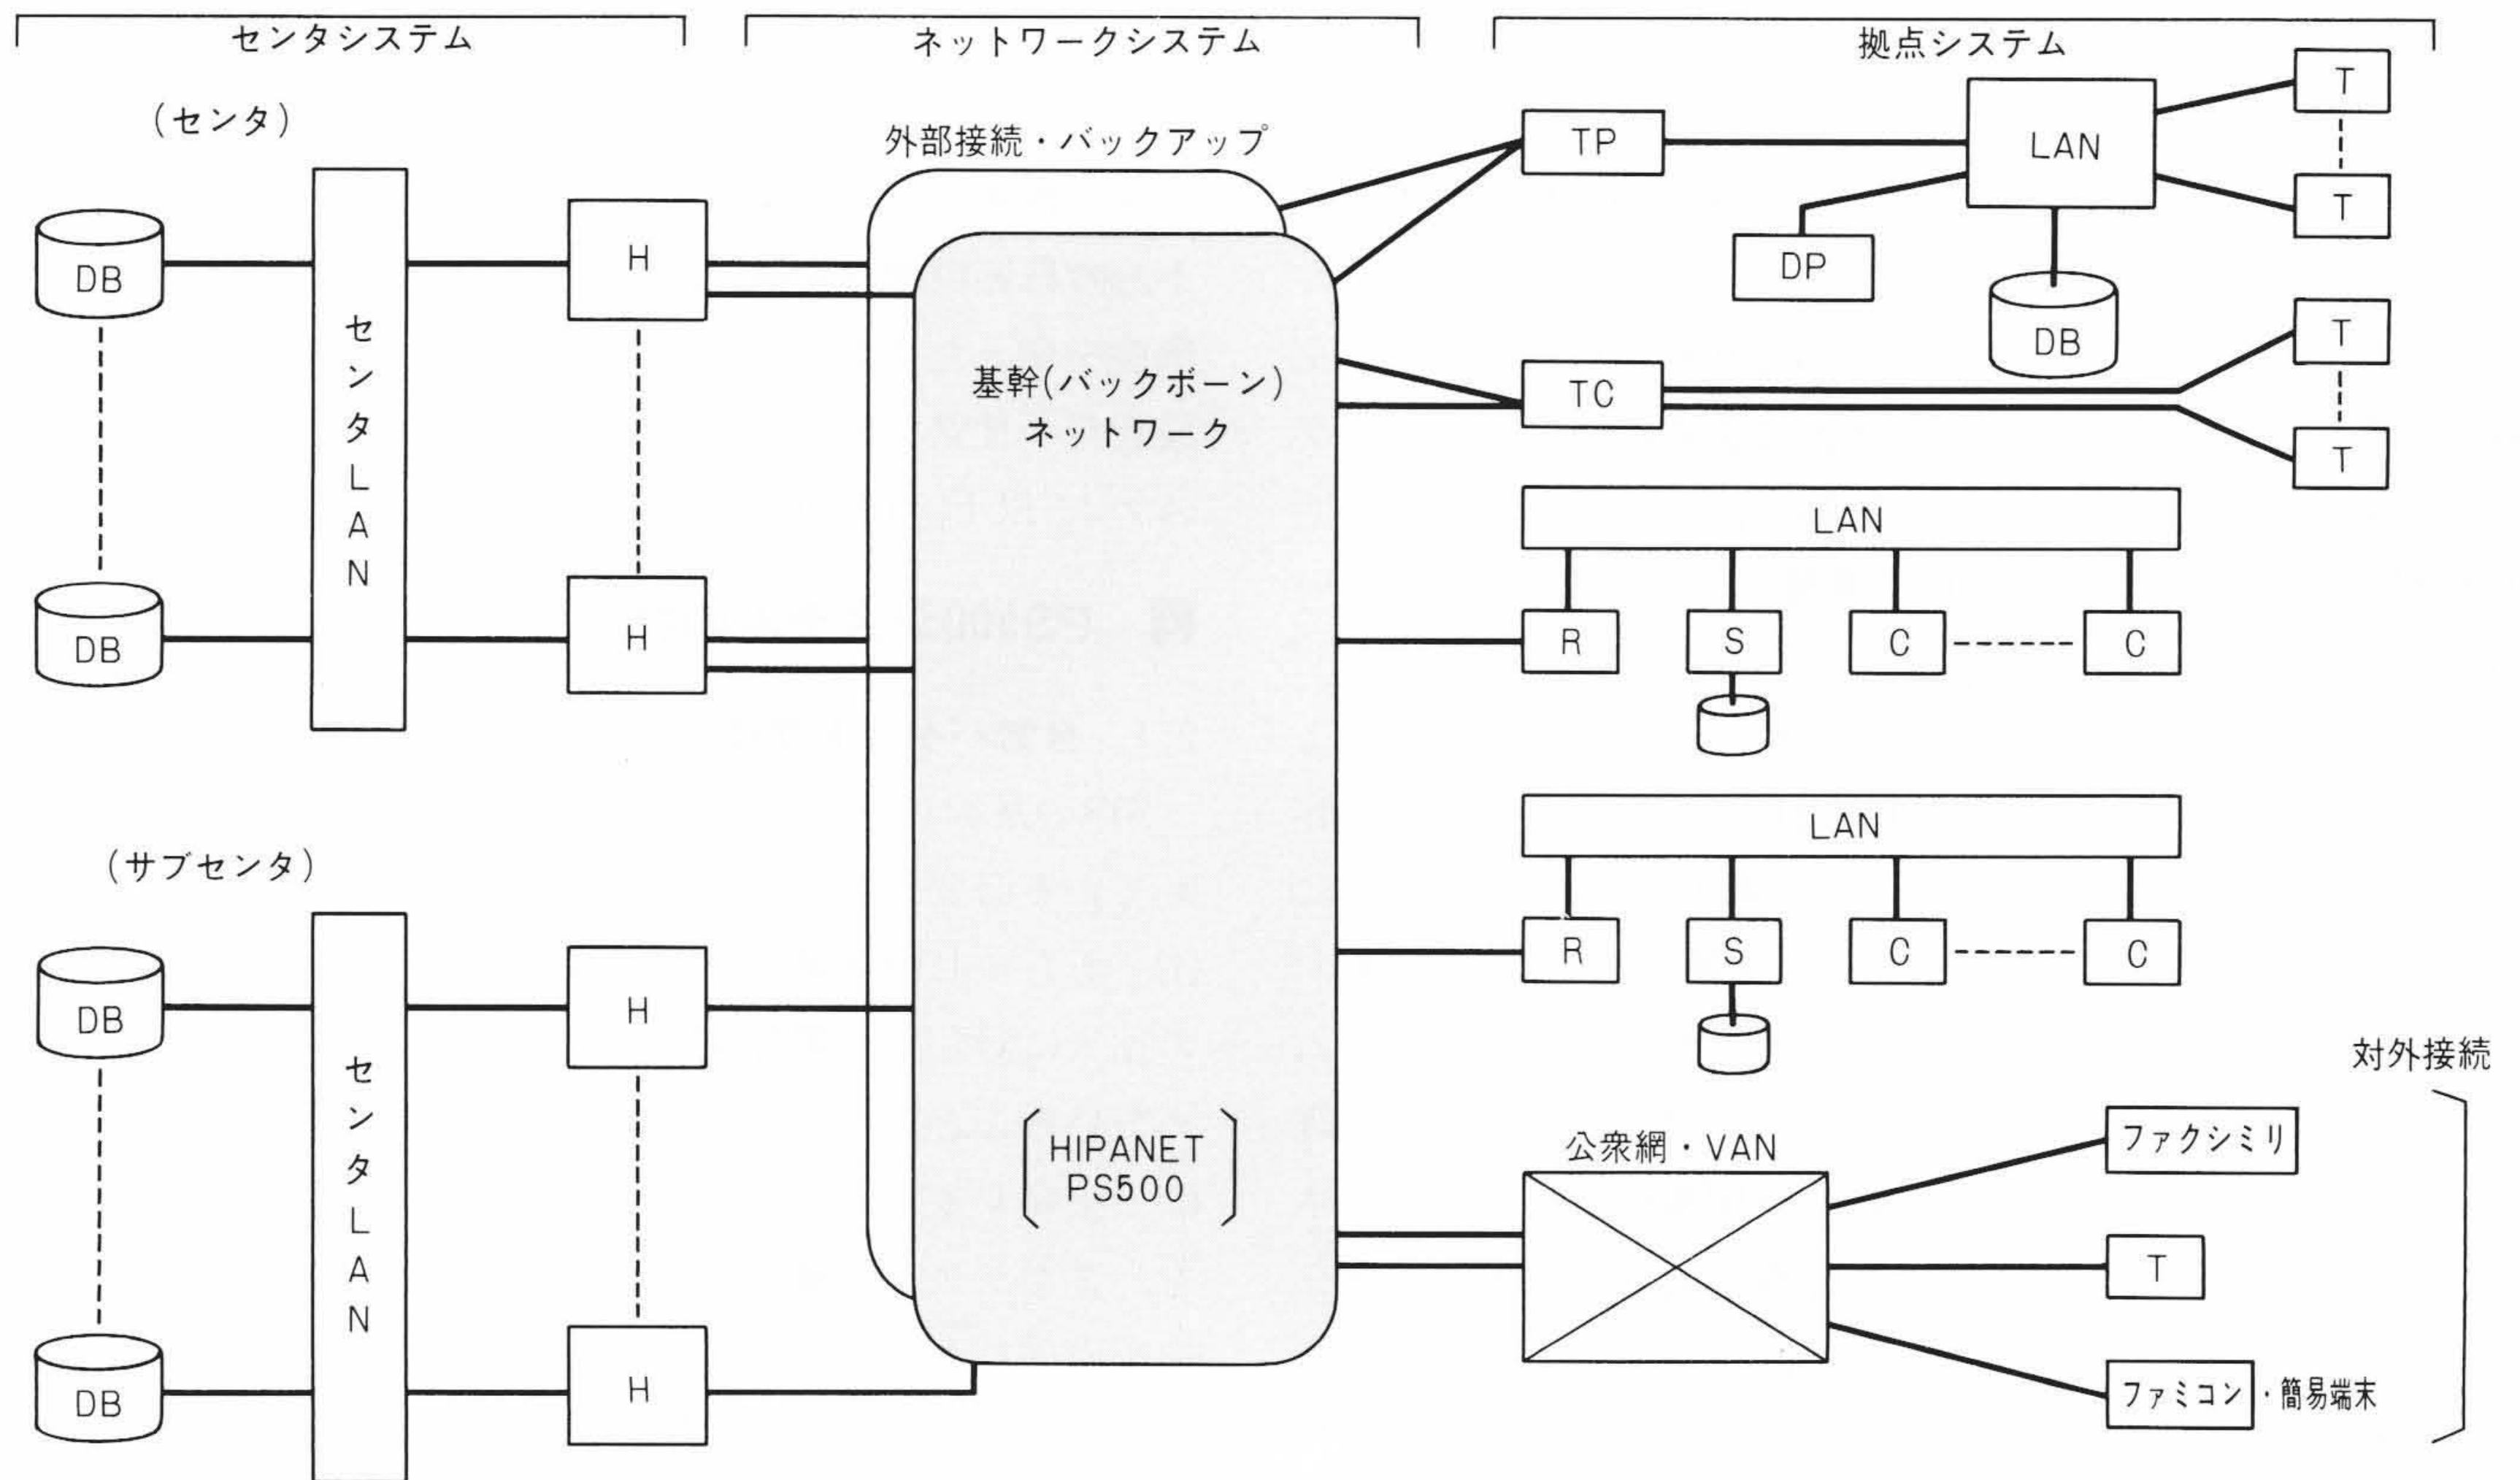 センタシステム
ネットワークシステム
拠点システム
(センタ)
DB
DB
センタLAN
H
H
(サブセンタ)
DB
DB
センタLAN
H
H
外部接続・バックアップ
基幹(バックボーン)
ネットワーク
HIPANET
PS500
TP
LAN
T
T
DP
DB
TC
T
T
LAN
R
S
C
C
LAN
R
S
C
C
対外接続
公衆網・VAN
ファクシミリ
T
ファミコン・簡易端末